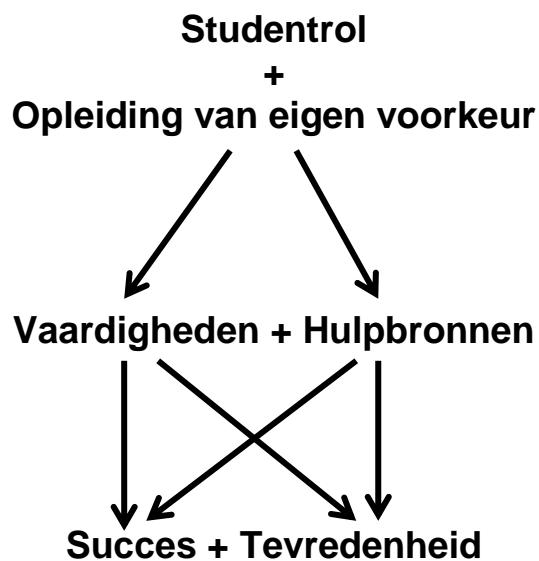 Studentrol
+
Opleiding van eigen voorkeur
Vaardigheden + Hulpbronnen
Succes + Tevredenheid